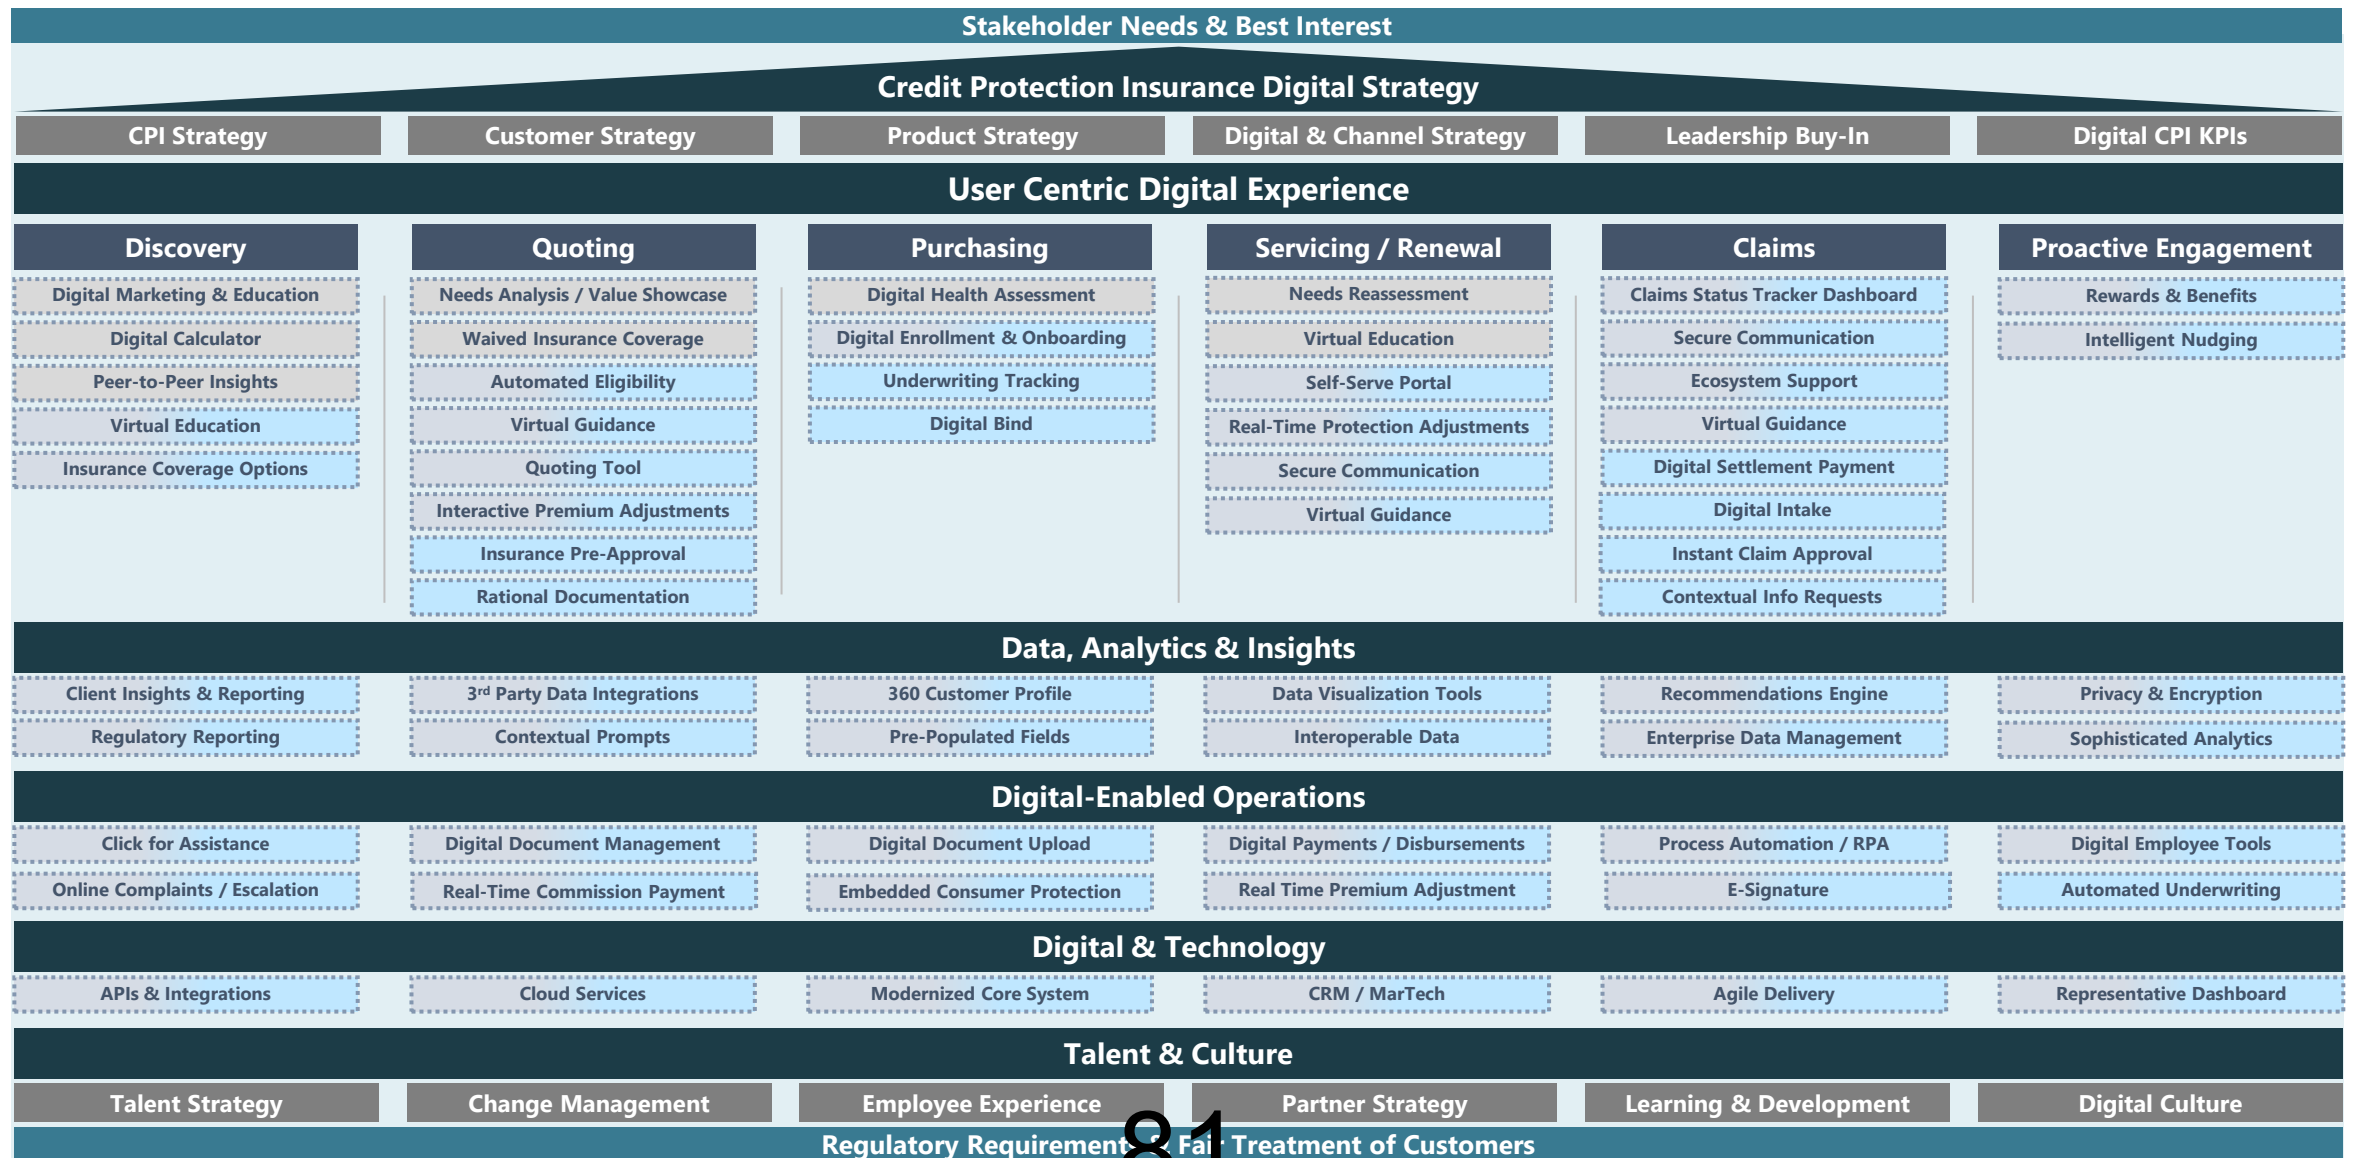 Stakeholder Needs & Best Interest
Credit Protection Insurance Digital Strategy
CPI Strategy
Customer Strategy
Product Strategy
Digital & Channel Strategy
Leadership Buy-In
Digital CPI KPIs
User Centric Digital Experience
Discovery
Digital Marketing & Education
Digital Calculator
Peer-to-Peer Insights
Virtual Education
Insurance Coverage Options
Quoting
Needs Analysis / Value Showcase
Waived Insurance Coverage
Automated Eligibility
Virtual Guidance
Quoting Tool
Interactive Premium Adjustments
Insurance Pre-Approval
Rational Documentation
Purchasing
Digital Health Assessment
Digital Enrollment & Onboarding
Underwriting Tracking
Digital Bind
Servicing / Renewal
Needs Reassessment
Virtual Education
Self-Serve Portal
Real-Time Protection Adjustments
Secure Communication
Virtual Guidance
Claims
Claims Status Tracker Dashboard
Secure Communication
Ecosystem Support
Virtual Guidance
Digital Settlement Payment
Digital Intake
Instant Claim Approval
Contextual Info Requests
Proactive Engagement
Rewards & Benefits
Intelligent Nudging
Data, Analytics & Insights
Client Insights & Reporting
3rd Party Data Integrations
360 Customer Profile
Data Visualization Tools
Recommendations Engine
Privacy & Encryption
Regulatory Reporting
Contextual Prompts
Pre-Populated Fields
Interoperable Data
Enterprise Data Management
Sophisticated Analytics
Digital-Enabled Operations
Click for Assistance
Digital Document Management
Digital Document Upload
Digital Payments / Disbursements
Process Automation / RPA
Digital Employee Tools
Online Complaints / Escalation
Real-Time Commission Payment
Embedded Consumer Protection
Real Time Premium Adjustment
E-Signature
Automated Underwriting
Digital & Technology
APIs & Integrations
Cloud Services
Modernized Core System
CRM / MarTech
Agile Delivery
Representative Dashboard
Talent & Culture
Talent Strategy
Change Management
Employee Experience
Partner Strategy
Learning & Development
Digital Culture
Regulatory Requirements & Fair Treatment of Customers
81